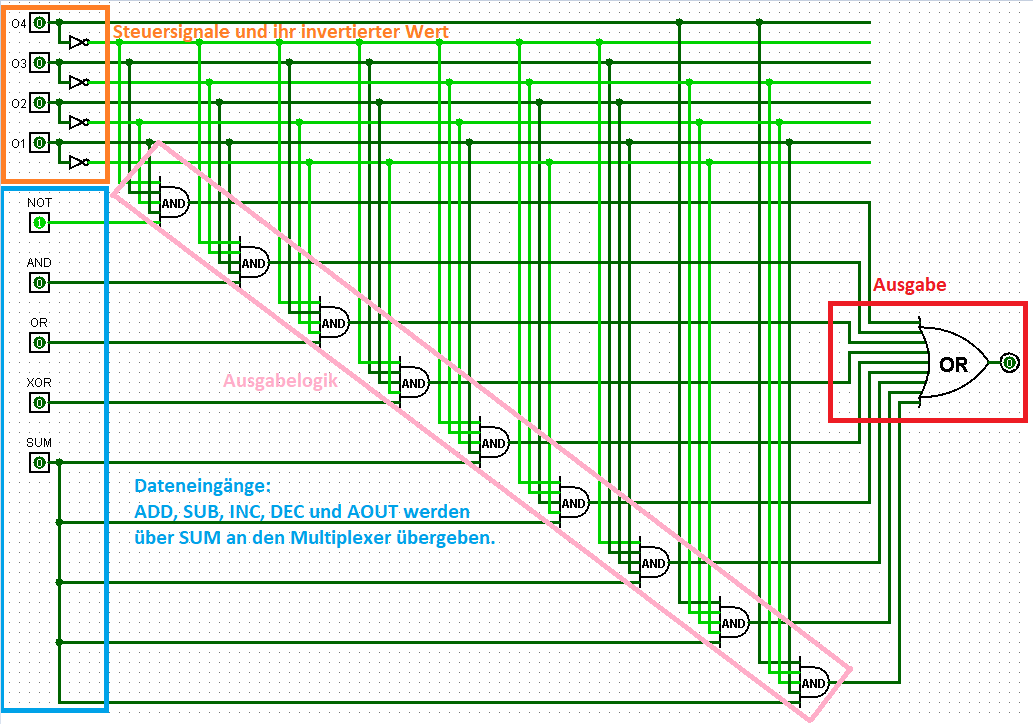 O4 0
Steuersignale und ihr invertierter Wert
O3 0
O2 0
O1 0
NOT
1
AND
AND
0
AND
OR
0
AND
Ausgabe
OR 0
XOR
0
AND
Ausgabelogik
SUM
0
AND
Dateneingänge:
ADD, SUB, INC, DEC und AOUT werden
über SUM an den Multiplexer übergeben.
AND
AND
AND
AND